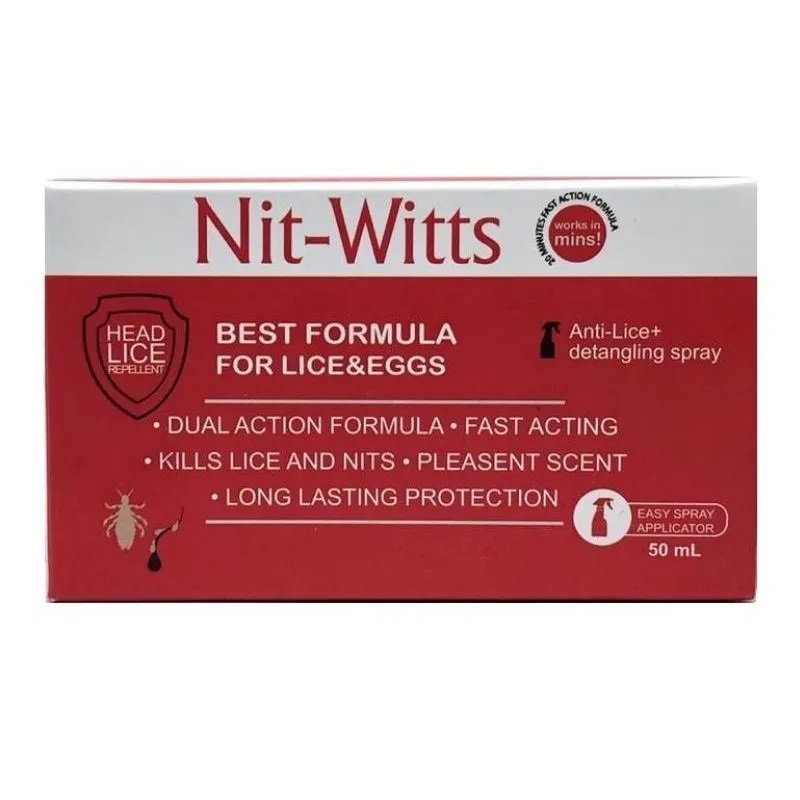 Nit-Witts
20 MINUTES FAST ACTION FORMULA
works in
mins!
HEAD
LICE
REPELLENT
BEST FORMULA
FOR LICE&EGGS
Anti-Lice+
detangling spray
• DUAL ACTION FORMULA • FAST ACTING
• KILLS LICE AND NITS • PLEASENT SCENT
• LONG LASTING PROTECTION
EASY SPRAY
APPLICATOR
50 mL